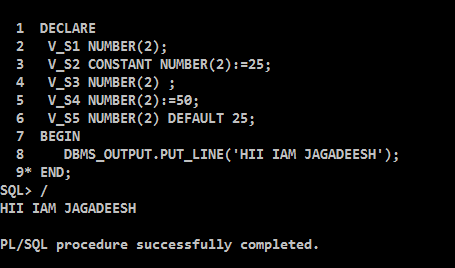 1 DECLARE
2 V_S1 NUMBER(2);
3 V_S2 CONSTANT NUMBER(2):=25;
4 V_S3 NUMBER(2) ;
5 V_S4 NUMBER(2):=50;
6 V_S5 NUMBER(2) DEFAULT 25;
7 BEGIN
8 DBMS_OUTPUT.PUT_LINE('HII IAM JAGADEESH');
9* END;
SQL> /
HII IAM JAGADEESH
PL/SQL procedure successfully completed.